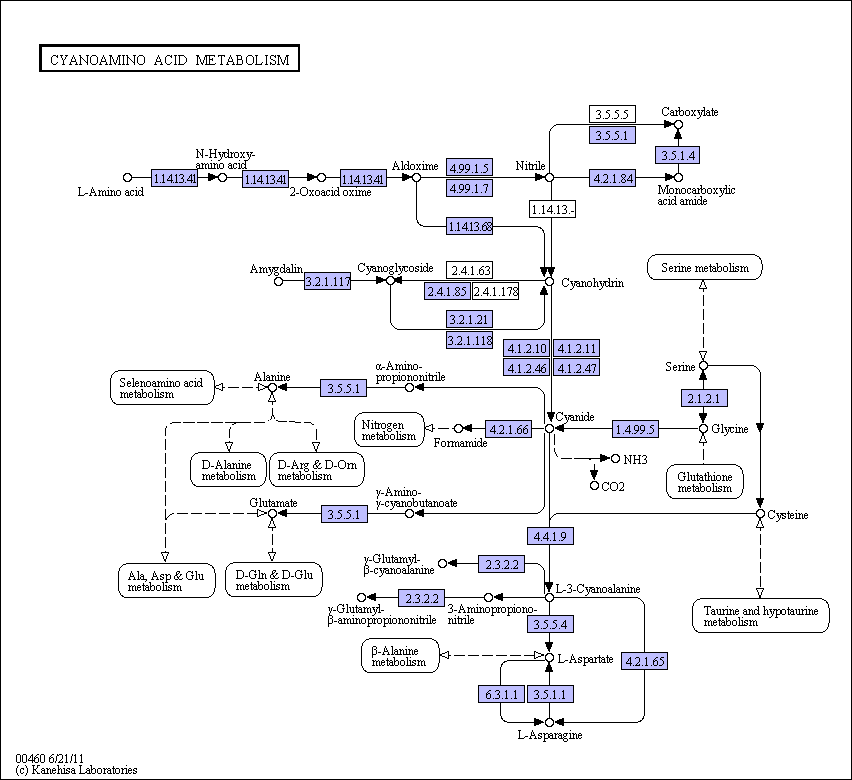 CYANOAMINO ACID METABOLISM
3.5.5.5
Carboxylate
3.5.5.1
N-Hydroxy-
amino acid
Aldoxime
4.99.1.5
Nitrile
3.5.1.4
1.14.13.41
1.14.13.41
1.14.13.41
4.99.1.7
4.2.1.84
L-Amino acid
2-Oxoacid oxime
Monocarboxylic
acid amide
1.14.13.-
1.14.13.68
Amygdalin
Cyanoglycoside
2.4.1.63
Serine metabolism
3.2.1.117
Cyanohydrin
2.4.1.85
2.4.1.178
3.2.1.21
3.2.1.118
4.1.2.10
4.1.2.11
4.1.2.46
4.1.2.47
Serine
α-Amino-
propiononitrile
Alanine
Selenoamino acid
metabolism
3.5.5.1
2.1.2.1
Cyanide
Nitrogen
metabolism
4.2.1.66
1.4.99.5
Glycine
Formamide
NH3
D-Alanine
metabolism
D-Arg & D-Orn
metabolism
Glutathione
metabolism
CO2
γ-Amino-
γ-cyanobutanoate
Glutamate
3.5.5.1
Cysteine
4.4.1.9
γ-Glutamyl-
β-cyanoalanine
2.3.2.2
Ala, Asp & Glu
metabolism
D-Gln & D-Glu
metabolism
L-3-Cyanoalanine
2.3.2.2
γ-Glutamyl-
β-aminopropiononitrile
3-Aminopropiono-
nitrile
Taurine and hypotaurine
metabolism
3.5.5.4
β-Alanine
metabolism
L-Aspartate
4.2.1.65
6.3.1.1
3.5.1.1
L-Asparagine
00460 6/21/11
(c) Kanehisa Laboratories